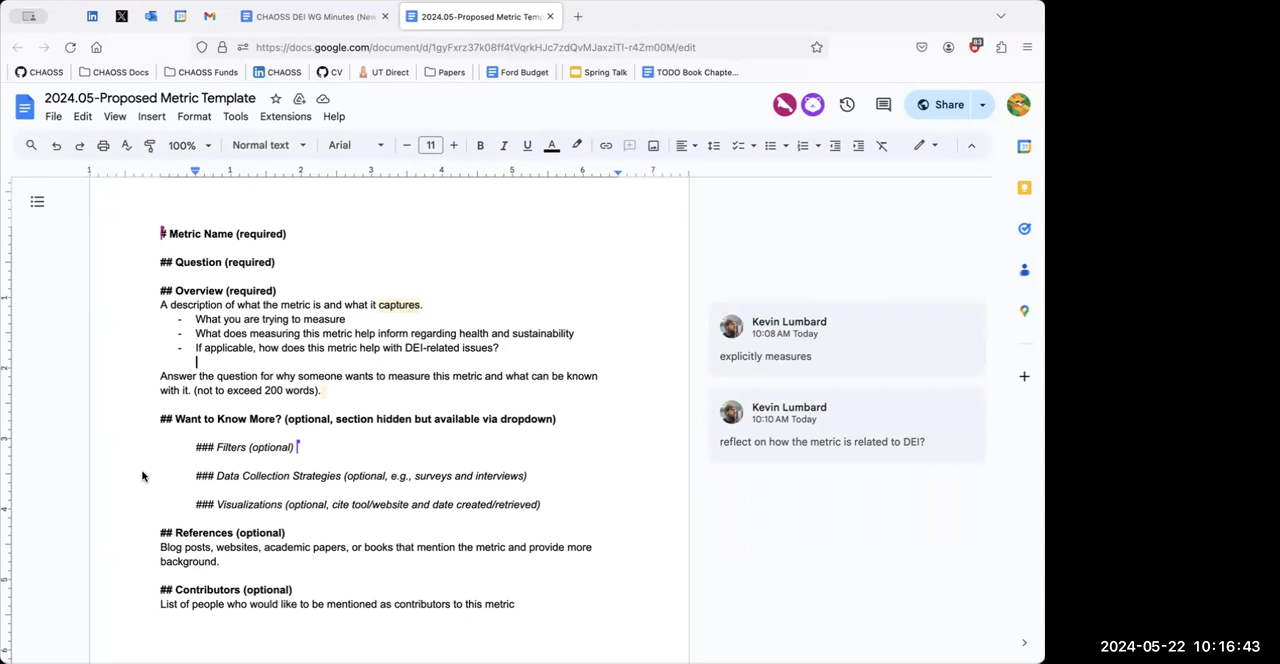 CHAOSS DEI WG Minutes (New
2024.05-Proposed Metric Temp
https://docs.google.com/document/d/1gyFxrz37k08ff4tVqrkHJc7zdQvMJaxziTl-r4Zm00M/edit
83
CHAOSS
CHAOSS Docs
CHAOSS Funds
CHAOSS
CV
UT Direct
Papers
Ford Budget
Spring Talk
TODO Book Chapte...
2024.05-Proposed Metric Template
Share
File Edit View Insert Format Tools Extensions Help
100% Normal text Arial 11
1 1 2 3 4 5 6 7
# Metric Name (required)
## Question (required)
## Overview (required)
A description of what the metric is and what it captures.
- What you are trying to measure
- What does measuring this metric help inform regarding health and sustainability
- If applicable, how does this metric help with DEI-related issues?
Answer the question for why someone wants to measure this metric and what can be known
with it. (not to exceed 200 words).
## Want to Know More? (optional, section hidden but available via dropdown)
### Filters (optional)
### Data Collection Strategies (optional, e.g., surveys and interviews)
### Visualizations (optional, cite tool/website and date created/retrieved)
## References (optional)
Blog posts, websites, academic papers, or books that mention the metric and provide more
background.
## Contributors (optional)
List of people who would like to be mentioned as contributors to this metric
Kevin Lumbard
10:08 AM Today
explicitly measures
Kevin Lumbard
10:10 AM Today
reflect on how the metric is related to DEI?
2024-05-22 10:16:43